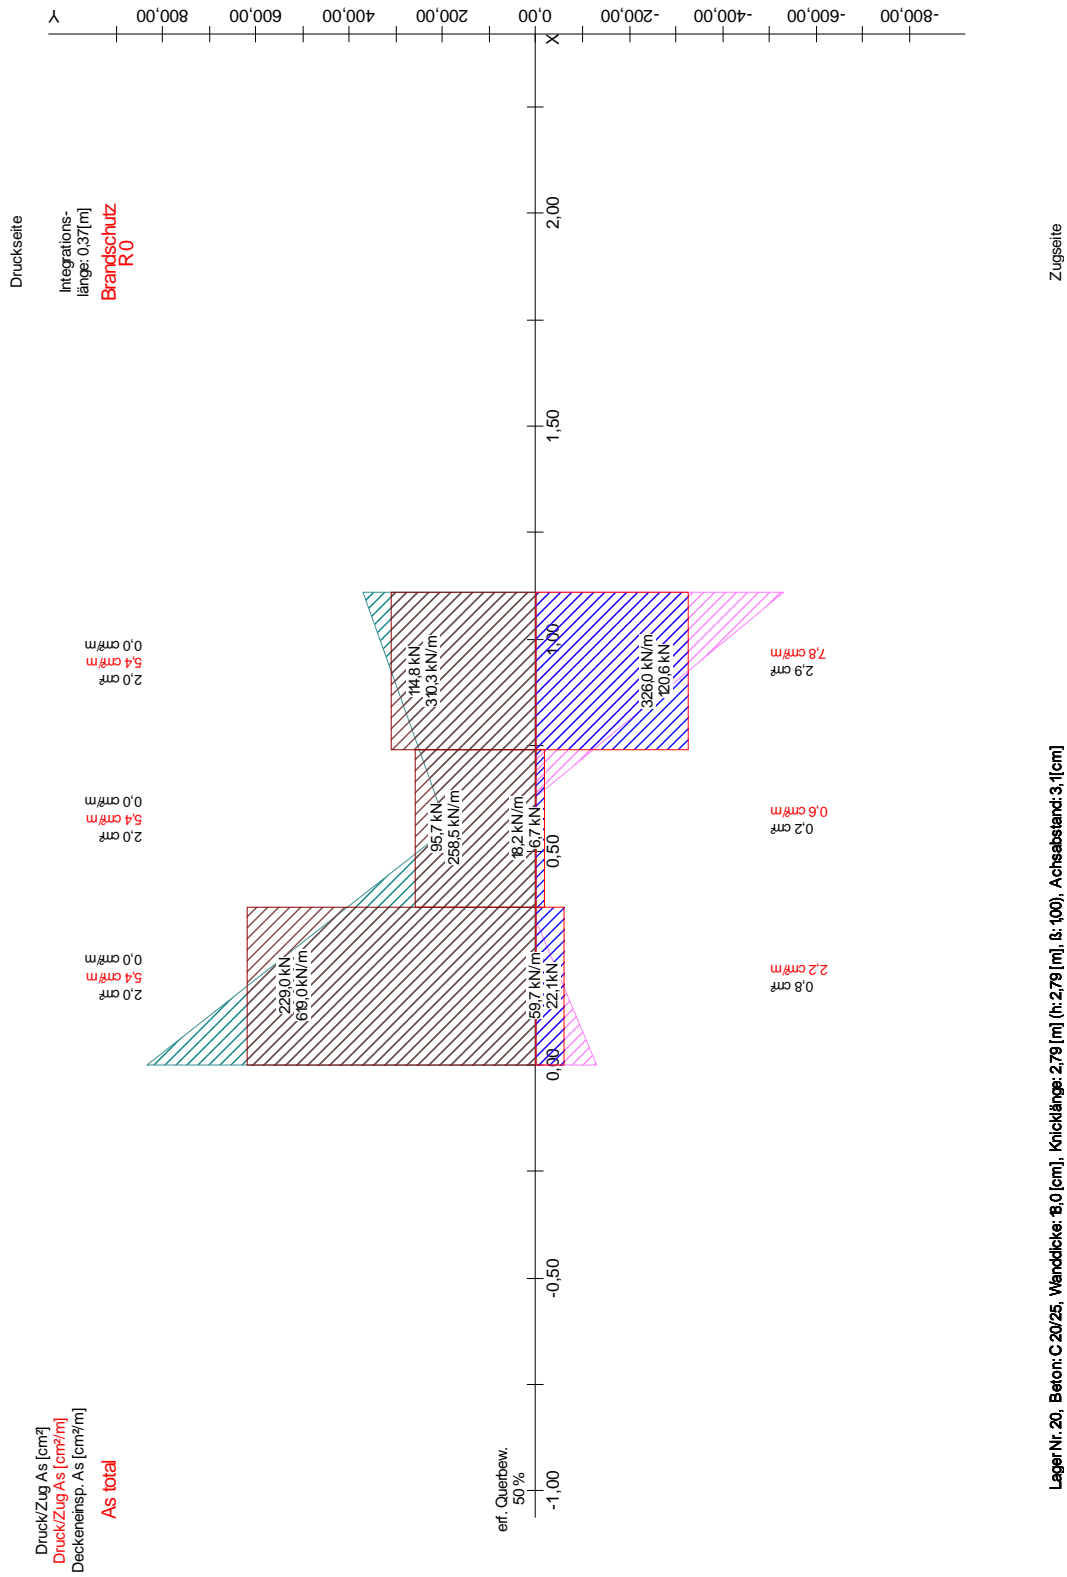 Druck/Zug As [cm²]
Druck/Zug As [cm²/m]
Deckeneinsp. As [cm²/m]
As total
Druckseite
Integrations-
länge: 0,37[m]
Brandschutz
R 0
2,0 cm²
5,4 cm²/m
0,0 cm²/m
2,0 cm²
5,4 cm²/m
0,0 cm²/m
2,0 cm²
5,4 cm²/m
0,0 cm²/m
Y
800,00
600,00
400,00
200,00
0,00
-200,00
-400,00
-600,00
-800,00
229,0 kN
619,0 kN/m
95,7 kN
258,5 kN/m
114,8 kN
310,3 kN/m
erf. Querbew.
50 %
59,7 kN/m
22,1 kN
18,2 kN/m
6,7 kN
326,0 kN/m
120,6 kN
-1,00
-0,50
0,00
0,50
1,00
1,50
2,00
X
0,8 cm²
2,2 cm²/m
0,2 cm²
0,6 cm²/m
2,9 cm²
7,8 cm²/m
Zugseite
Lager Nr. 20, Beton: C 20/25, Wanddicke: 18,0 [cm], Knicklänge: 2,79 [m] (h: 2,79 [m], ß: 1,00), Achsabstand: 3,1[cm]